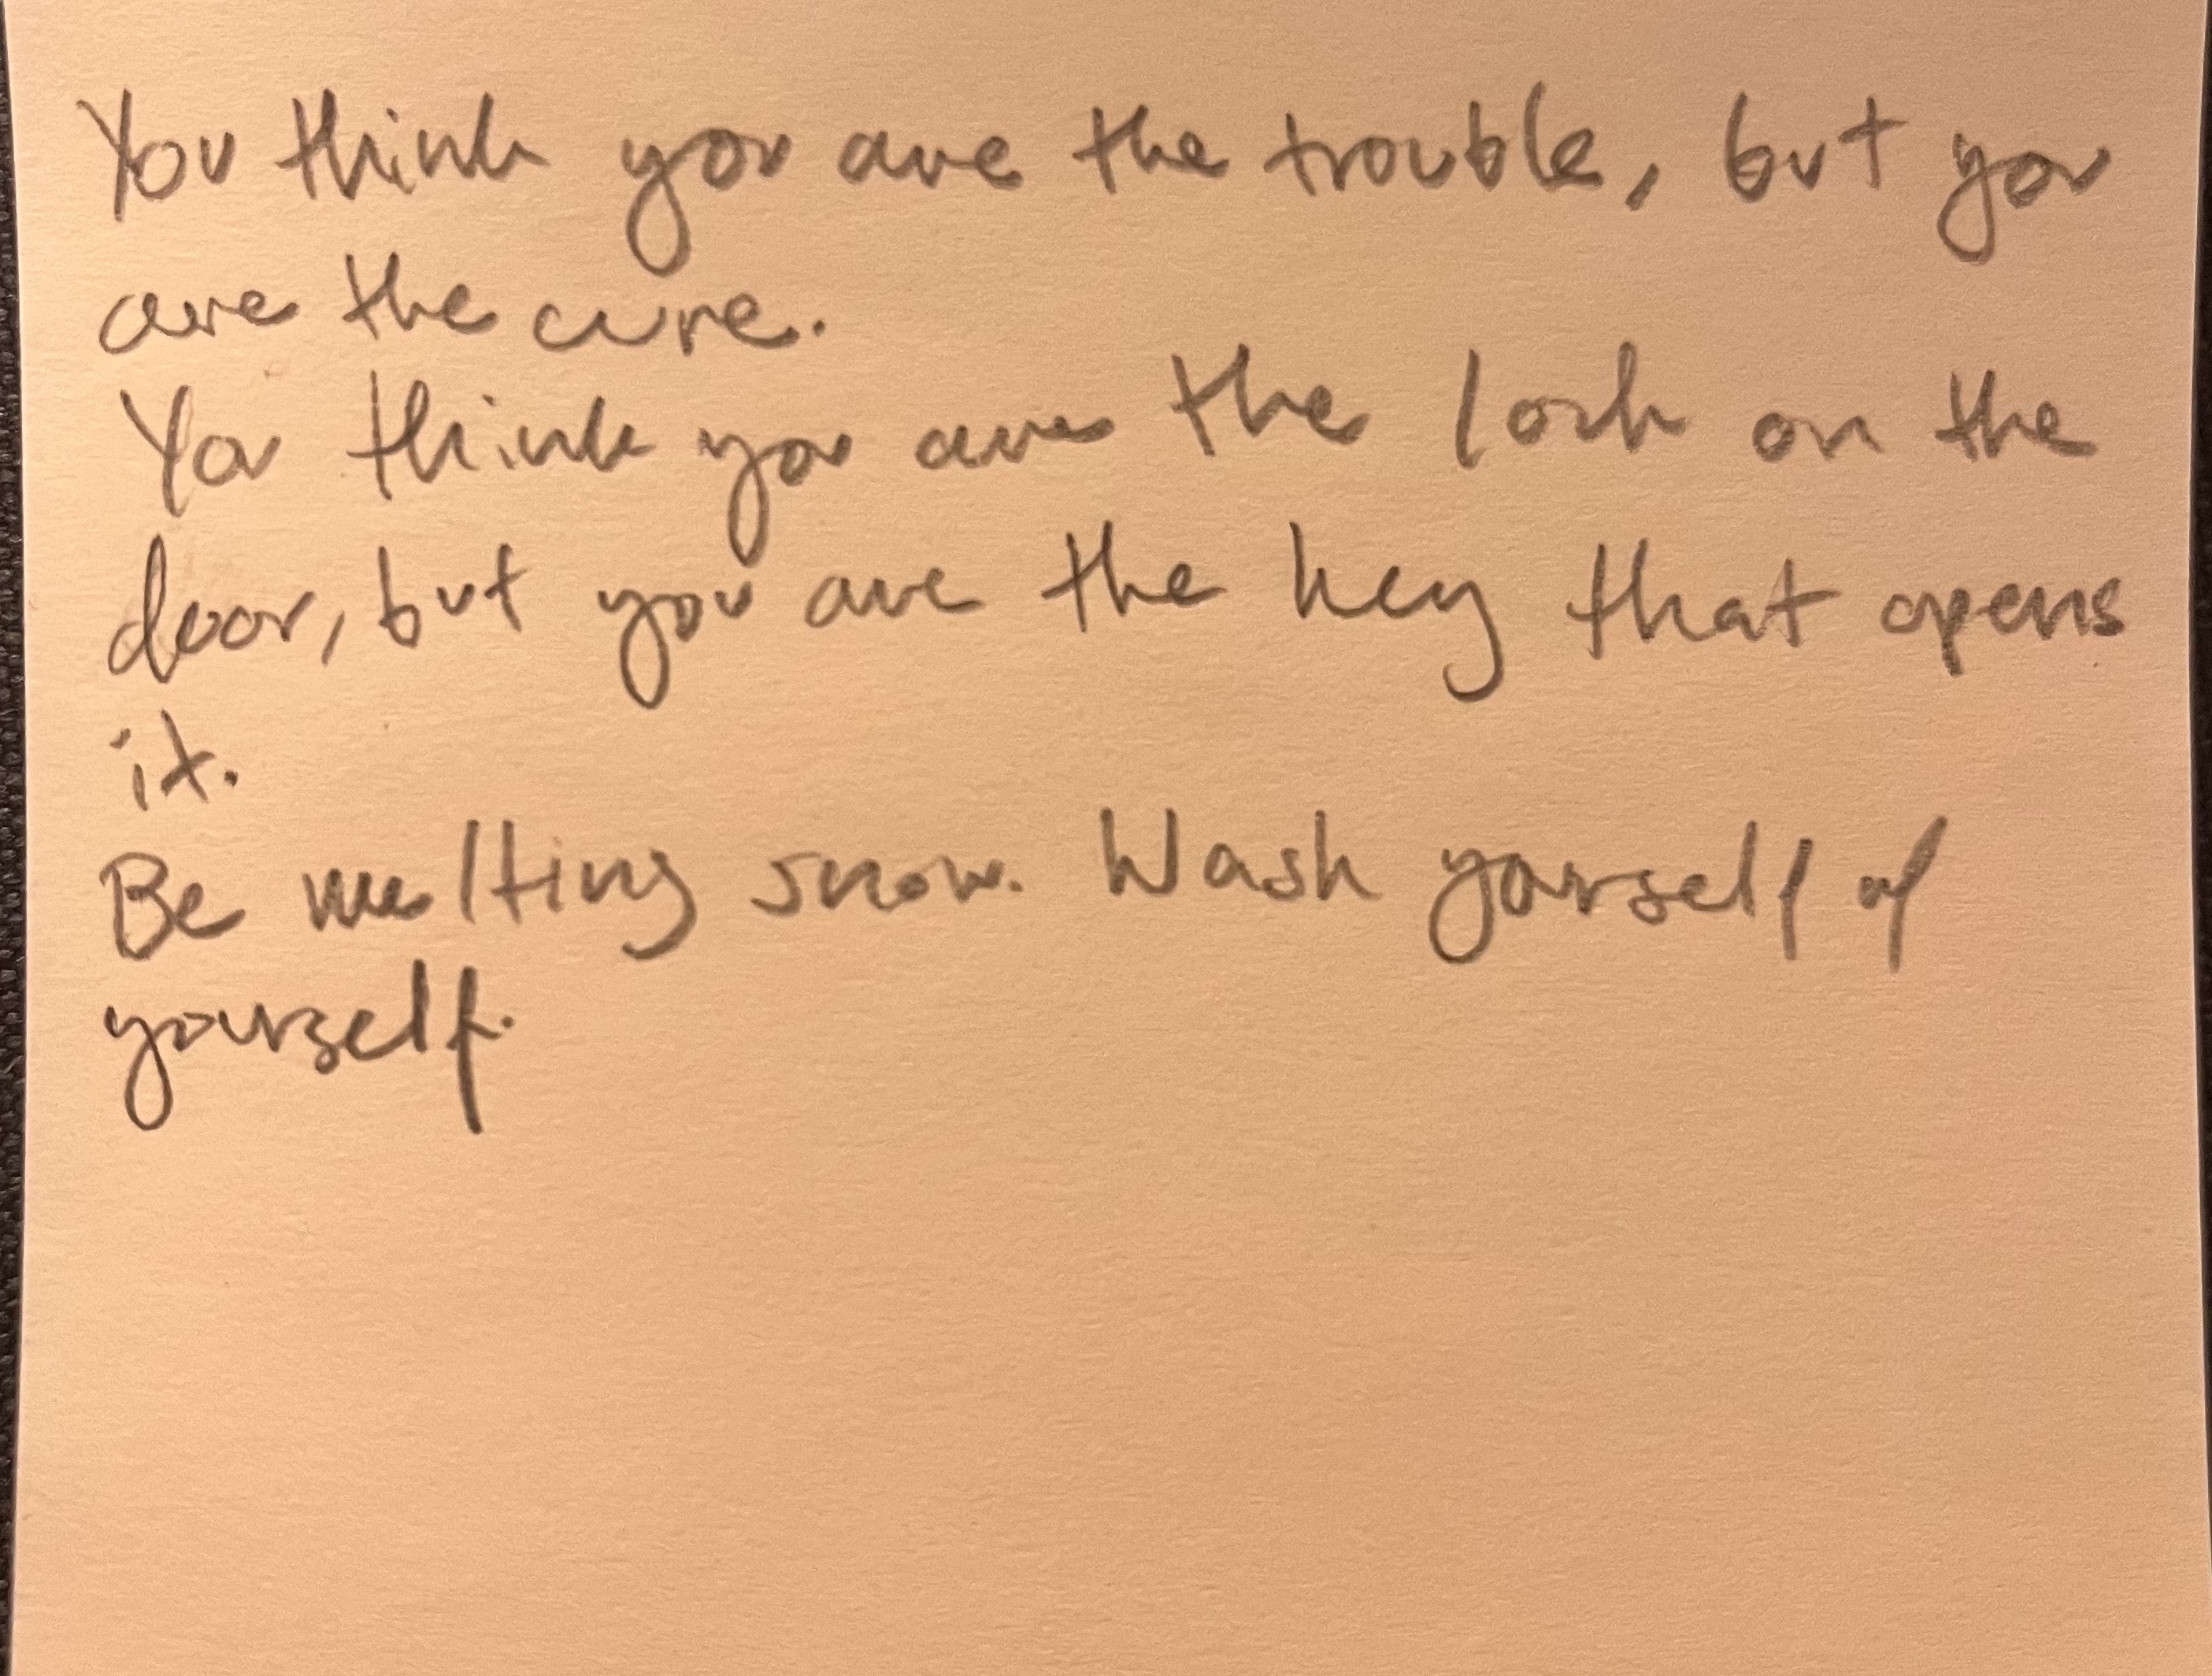 You think you are the trouble, but you
are the cure.
You think you are the lock on the
door, but you are the key that opens
it.
Be melting snow. Wash yourself of
yourself.